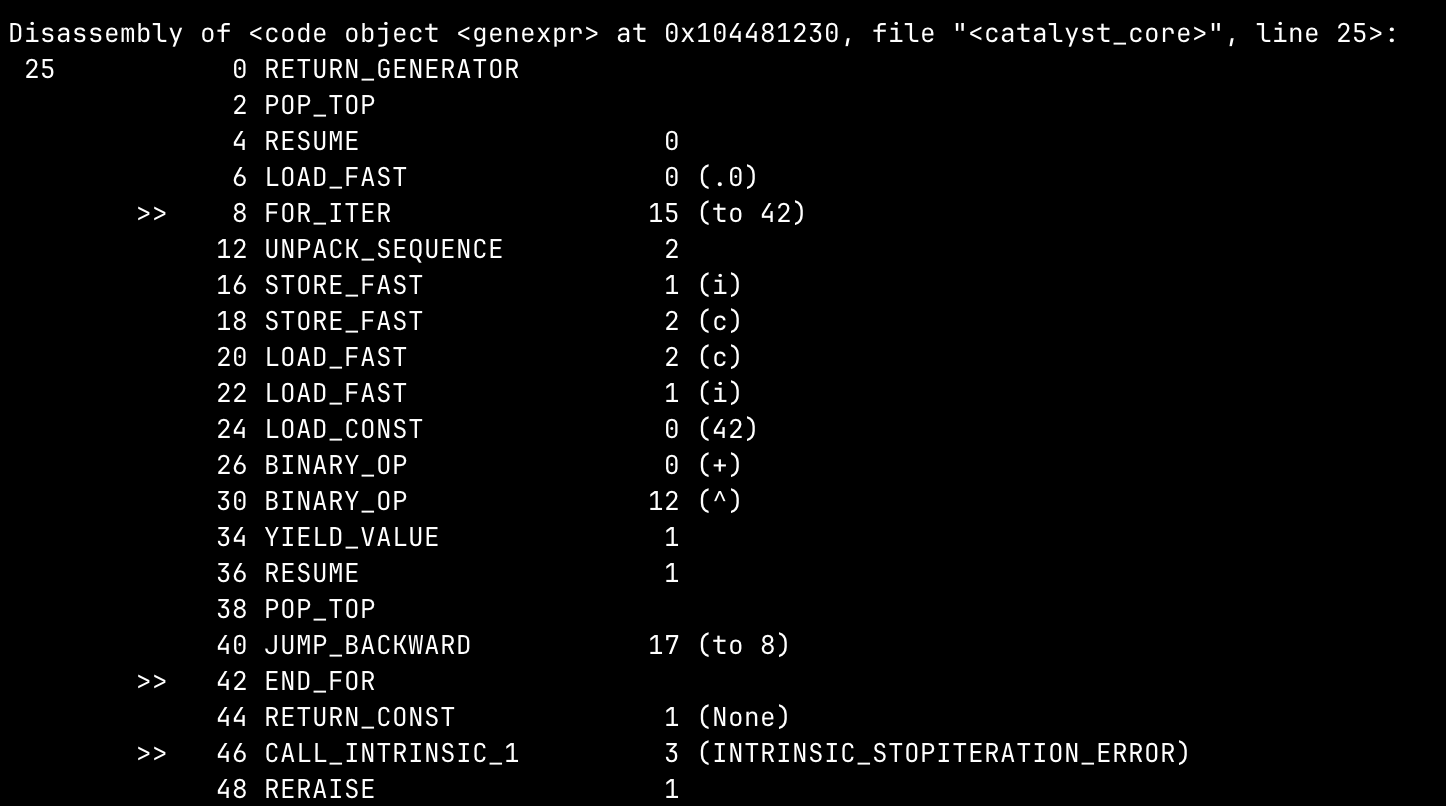 Disassembly of <code object <genexpr> at 0x104481230, file "<catalyst_core>", line 25>:
 25           0 RETURN_GENERATOR
              2 POP_TOP
              4 RESUME                   0
              6 LOAD_FAST                0 (.0)
        >>    8 FOR_ITER                15 (to 42)
             12 UNPACK_SEQUENCE          2
             16 STORE_FAST               1 (i)
             18 STORE_FAST               2 (c)
             20 LOAD_FAST                2 (c)
             22 LOAD_FAST                1 (i)
             24 LOAD_CONST               0 (42)
             26 BINARY_OP                0 (+)
             30 BINARY_OP               12 (^)
             34 YIELD_VALUE              1
             36 RESUME                   1
             38 POP_TOP
             40 JUMP_BACKWARD           17 (to 8)
        >>   42 END_FOR
             44 RETURN_CONST             1 (None)
        >>   46 CALL_INTRINSIC_1         3 (INTRINSIC_STOPITERATION_ERROR)
             48 RERAISE                  1